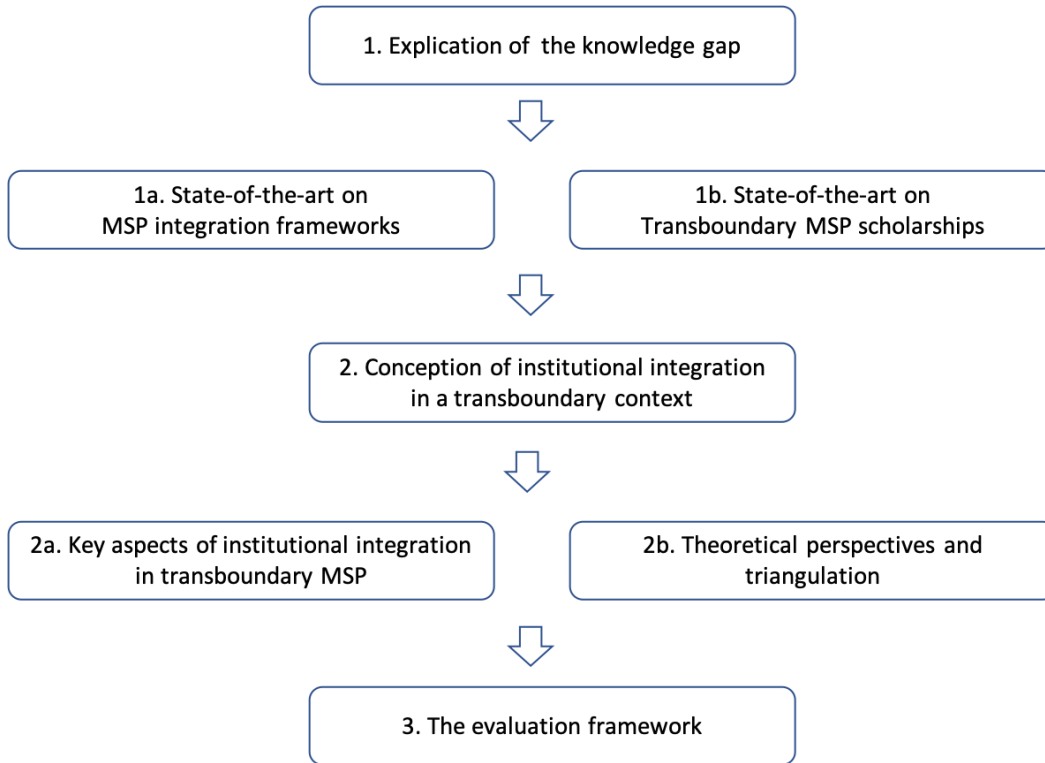 1. Explication of the knowledge gap
1a. State-of-the-art on
MSP integration frameworks
1b. State-of-the-art on
Transboundary MSP scholarships
2. Conception of institutional integration
in a transboundary context
2a. Key aspects of institutional integration
in transboundary MSP
2b. Theoretical perspectives and
triangulation
3. The evaluation framework